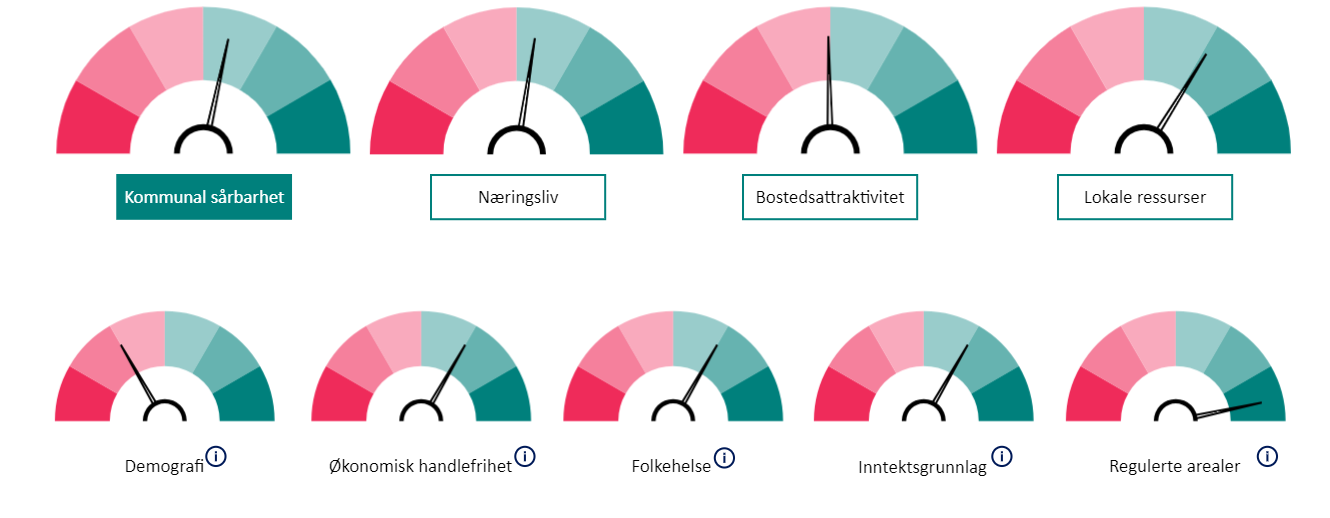 Kommunal sårbarhet
Næringsliv
Bostedsattraktivitet
Lokale ressurser
Demografi i
Økonomisk handlefrihet i
Folkehelse i
Inntektsgrunnlag i
Regulerte arealer i